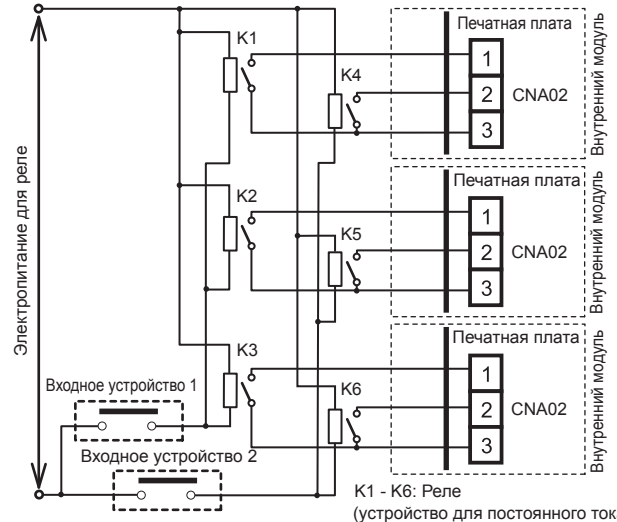 Электропитание для реле
K1
K4
Печатная плата
1
2
3
CNA02
Внутренний модуль
K2
K5
Печатная плата
1
2
3
CNA02
Внутренний модуль
K3
K6
Печатная плата
1
2
3
CNA02
Внутренний модуль
Входное устройство 1
Входное устройство 2
K1 - K6: Реле
(устройство для постоянного ток